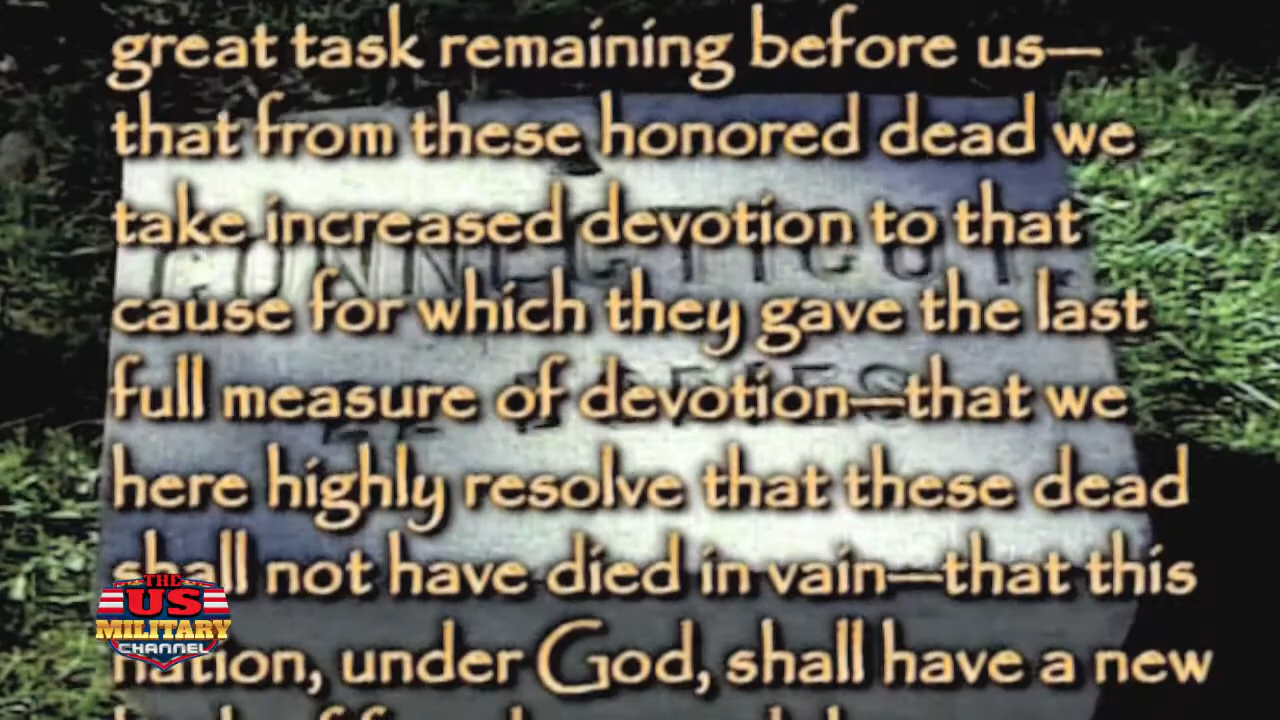 great task remaining before us—
that from these honored dead we
take increased devotion to that
CONNECTICUT.
cause for which they gave the last
full measure of devotion—that we
here highly resolve that these dead
shall not have died in vain—that this
THE
US
MILITARY
CHANNEL
nation, under God, shall have a new